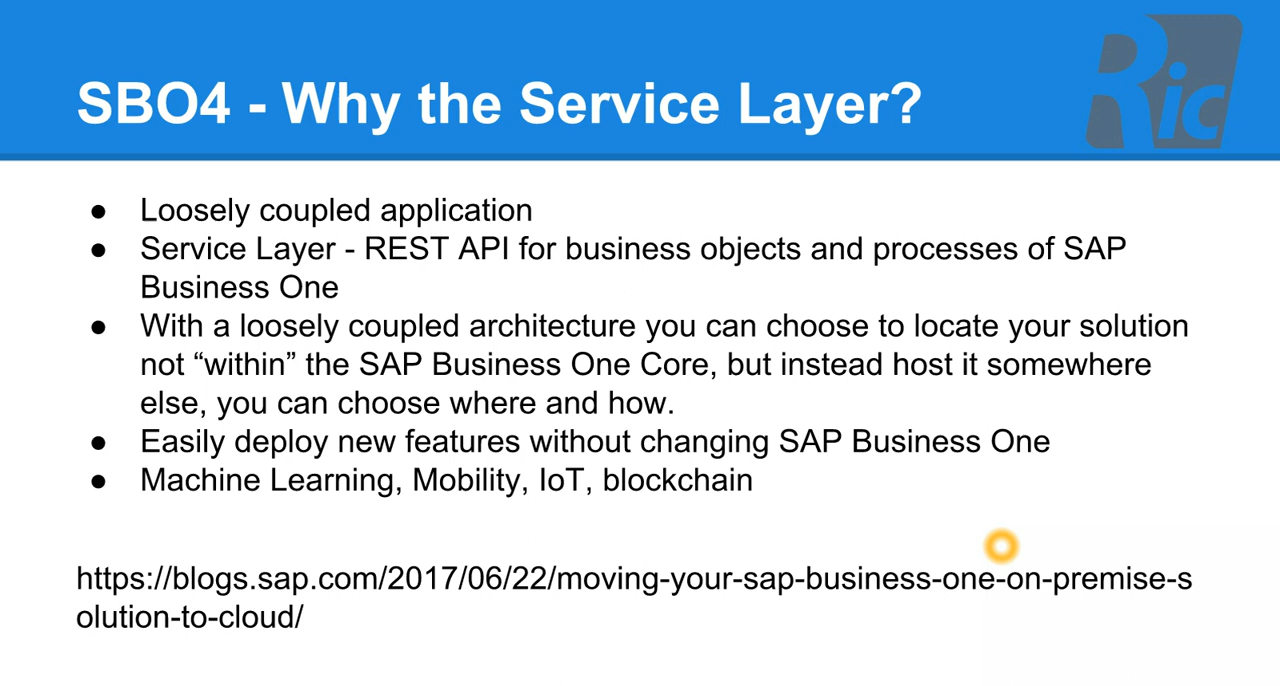 Ric
SBO4 - Why the Service Layer?
● Loosely coupled application
● Service Layer - REST API for business objects and processes of SAP
Business One
● With a loosely coupled architecture you can choose to locate your solution
not “within” the SAP Business One Core, but instead host it somewhere
else, you can choose where and how.
● Easily deploy new features without changing SAP Business One
● Machine Learning, Mobility, IoT, blockchain
https://blogs.sap.com/2017/06/22/moving-your-sap-business-one-on-premise-s
olution-to-cloud/